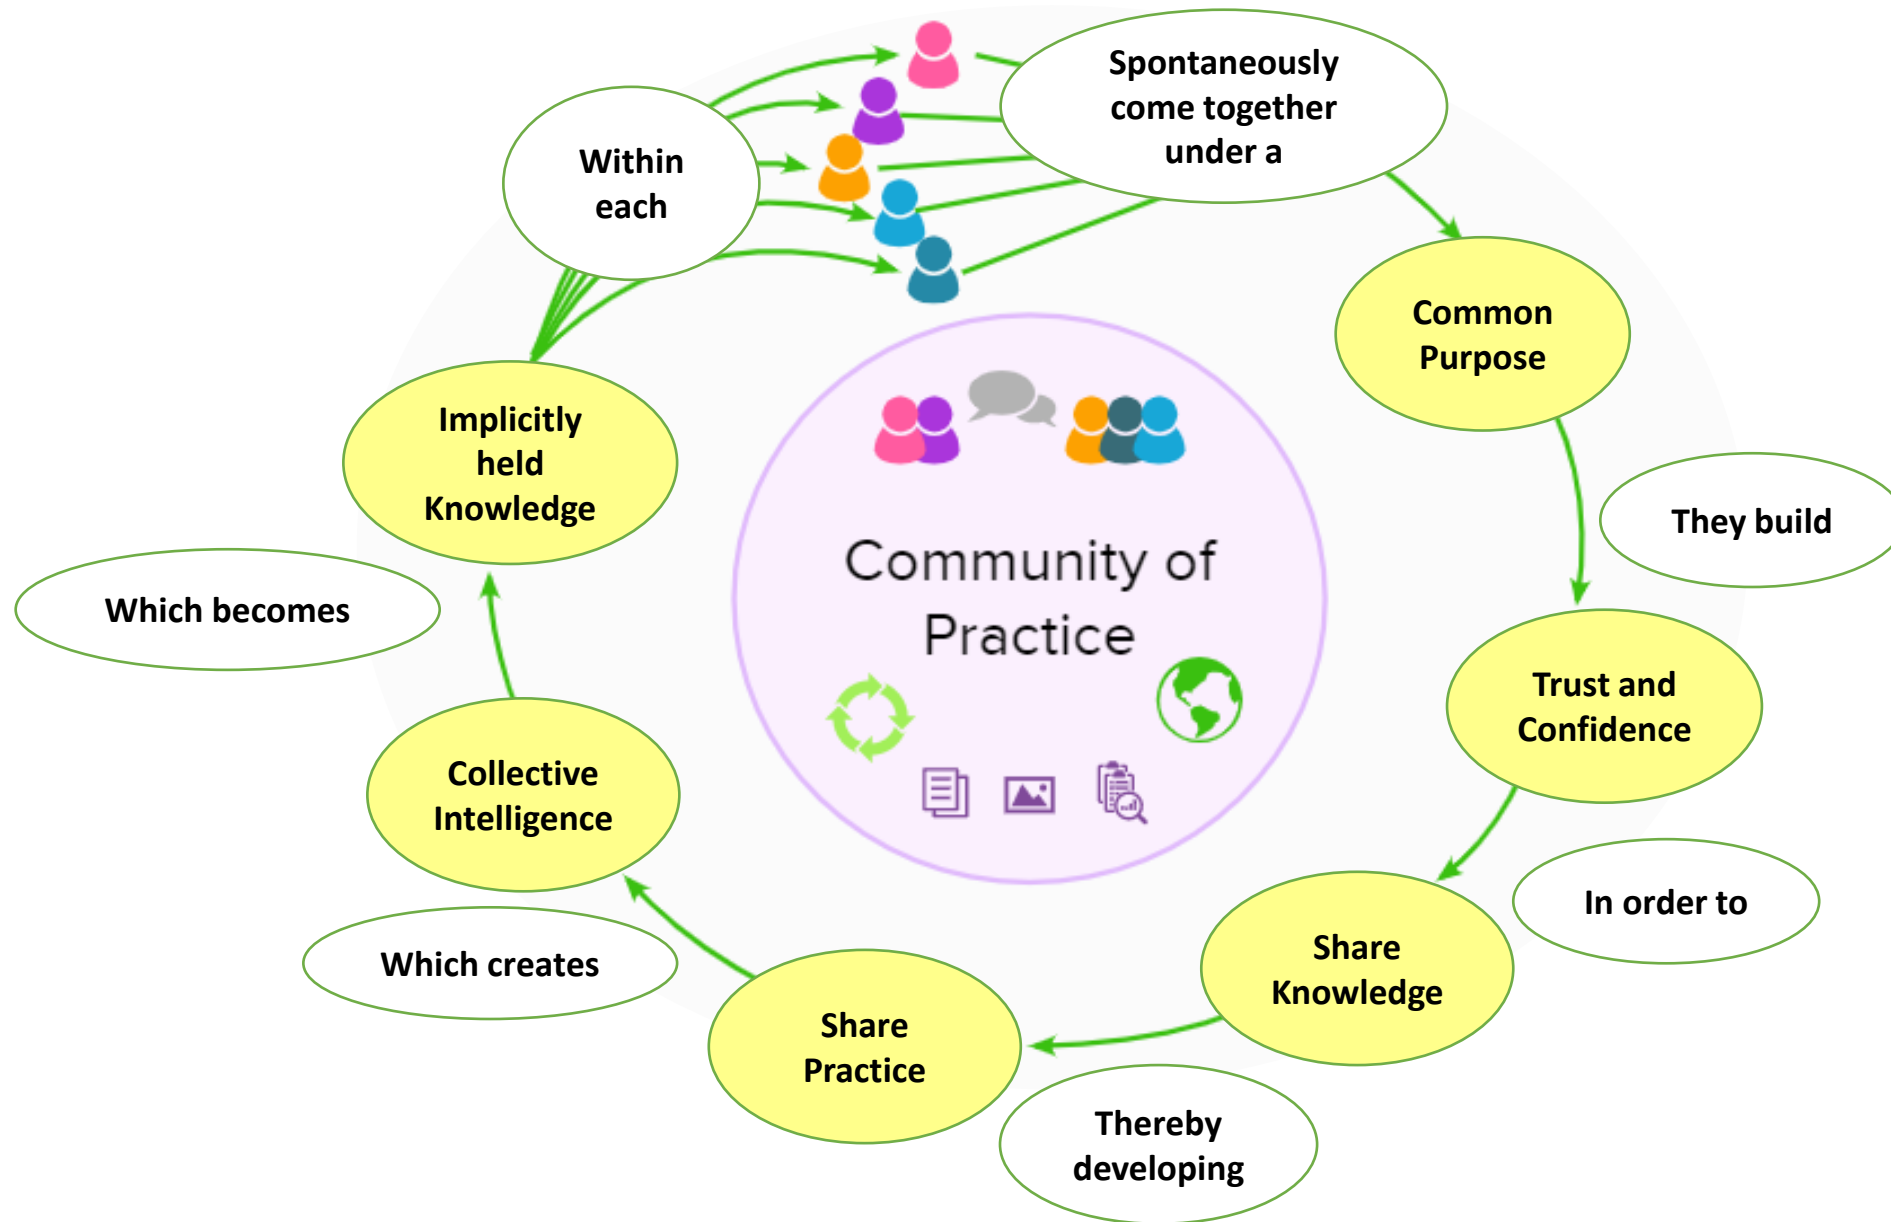 Within
each
Spontaneously
come together
under a
Common
Purpose
They build
Trust and
Confidence
In order to
Share
Knowledge
Thereby
developing
Share
Practice
Which creates
Collective
Intelligence
Which becomes
Implicitly
held
Knowledge
Community of
Practice